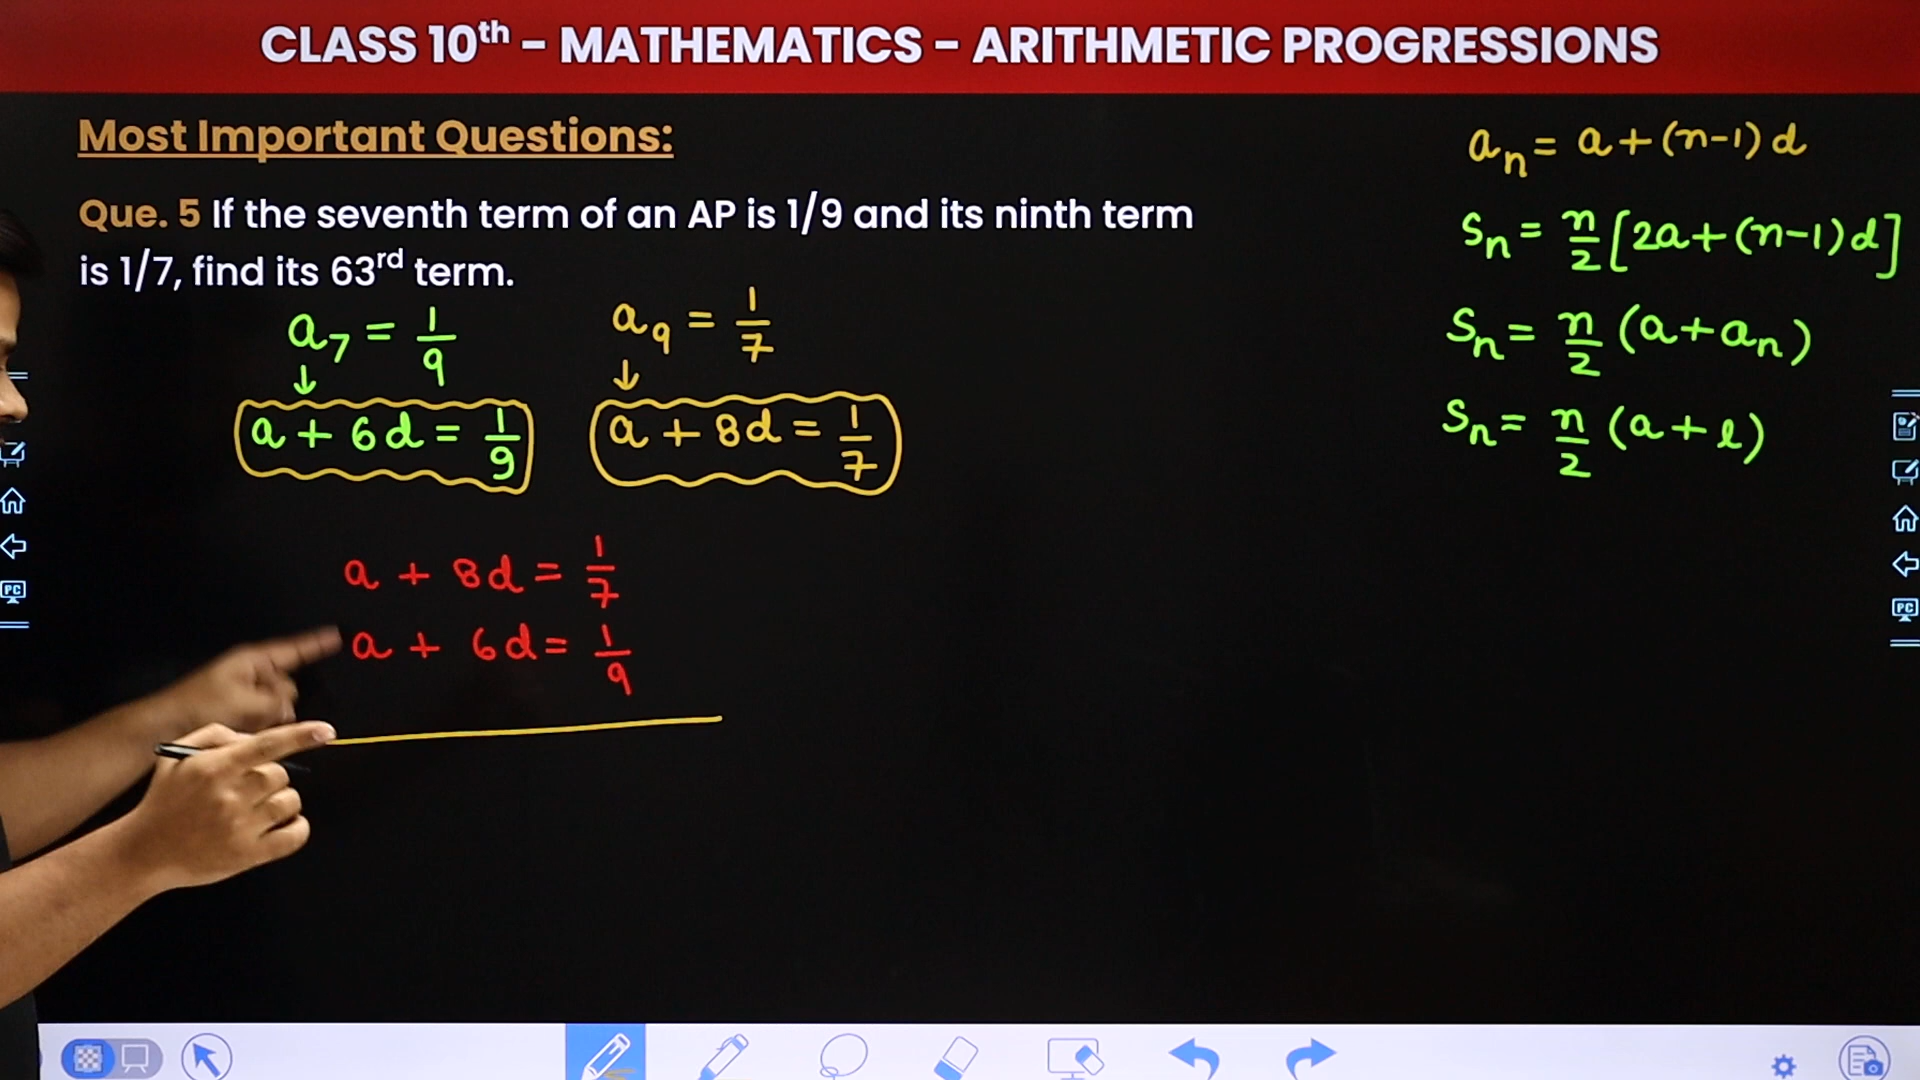 CLASS 10th - MATHEMATICS - ARITHMETIC PROGRESSIONS
Most Important Questions:
Que. 5 If the seventh term of an AP is 1/9 and its ninth term
is 1/7, find its 63rd term.
a₇ = 1/9
a₉ = 1/7
↓
↓
a + 6d = 1/9
a + 8d = 1/7
a + 8d = 1/7
a + 6d = 1/9
aₙ = a + (n-1) d
Sₙ = n/2 [2a + (n-1) d]
Sₙ = n/2 (a + aₙ)
Sₙ = n/2 (a + l)
PC
PC